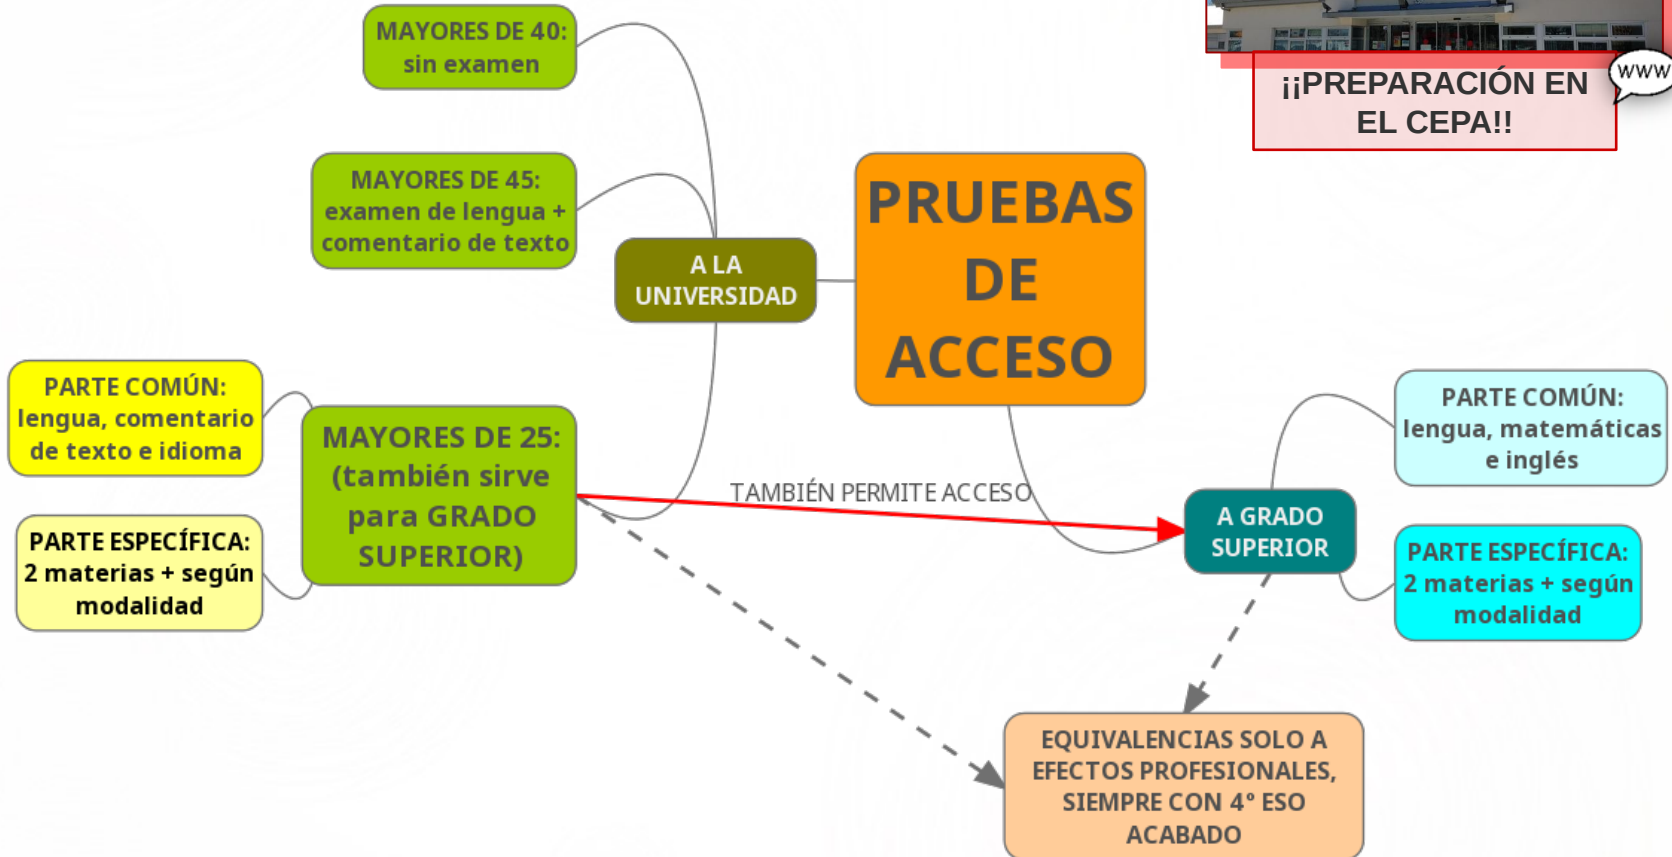 MAYORES DE 40:
sin examen
¡¡PREPARACIÓN EN
EL CEPA!!
WWW
MAYORES DE 45:
examen de lengua +
comentario de texto
A LA
UNIVERSIDAD
PRUEBAS
DE
ACCESO
PARTE COMÚN:
lengua, comentario
de texto e idioma
PARTE ESPECÍFICA:
2 materias + según
modalidad
MAYORES DE 25:
(también sirve
para GRADO
SUPERIOR)
TAMBIÉN PERMITE ACCESO
A GRADO
SUPERIOR
PARTE COMÚN:
lengua, matemáticas
e inglés
PARTE ESPECÍFICA:
2 materias + según
modalidad
EQUIVALENCIAS SOLO A
EFECTOS PROFESIONALES,
SIEMPRE CON 4º ESO
ACABADO